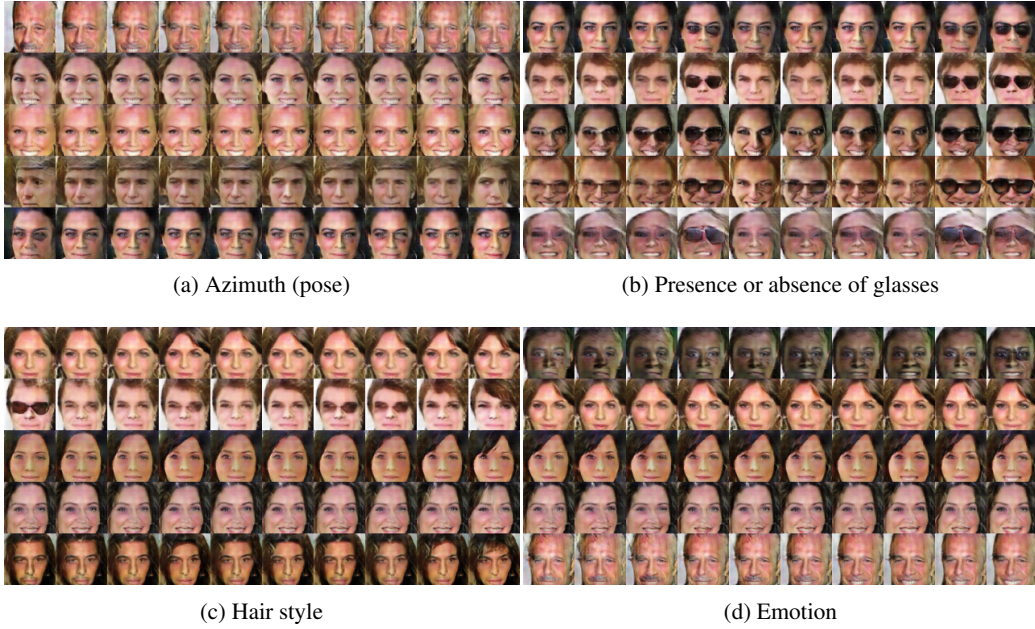 (a) Azimuth (pose)
(b) Presence or absence of glasses
(c) Hair style
(d) Emotion